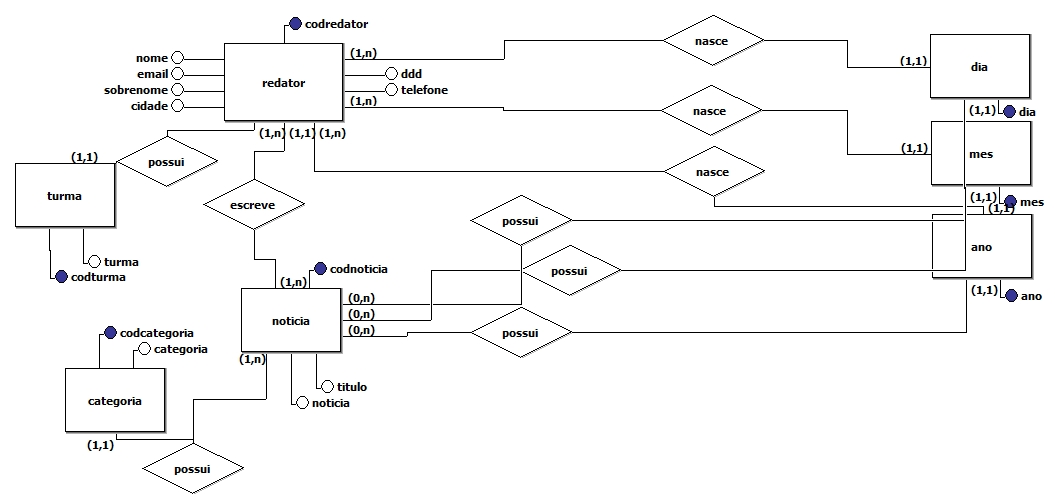 codredator
nome
email
sobrenome
cidade
redator
(1,n)
ddd
telefone
(1,n)
nasce
(1,1)
dia
(1,1)
dia
nasce
(1,1)
mes
(1,1)
mes
nasce
(1,1)
ano
(1,1)
ano
(1,n)
(1,1)
(1,n)
possui
(1,1)
turma
turma
codturma
escreve
possui
possui
possui
codnoticia
(1,n)
noticia
(0,n)
(0,n)
(0,n)
(1,n)
titulo
noticia
codcategoria
categoria
categoria
(1,1)
possui